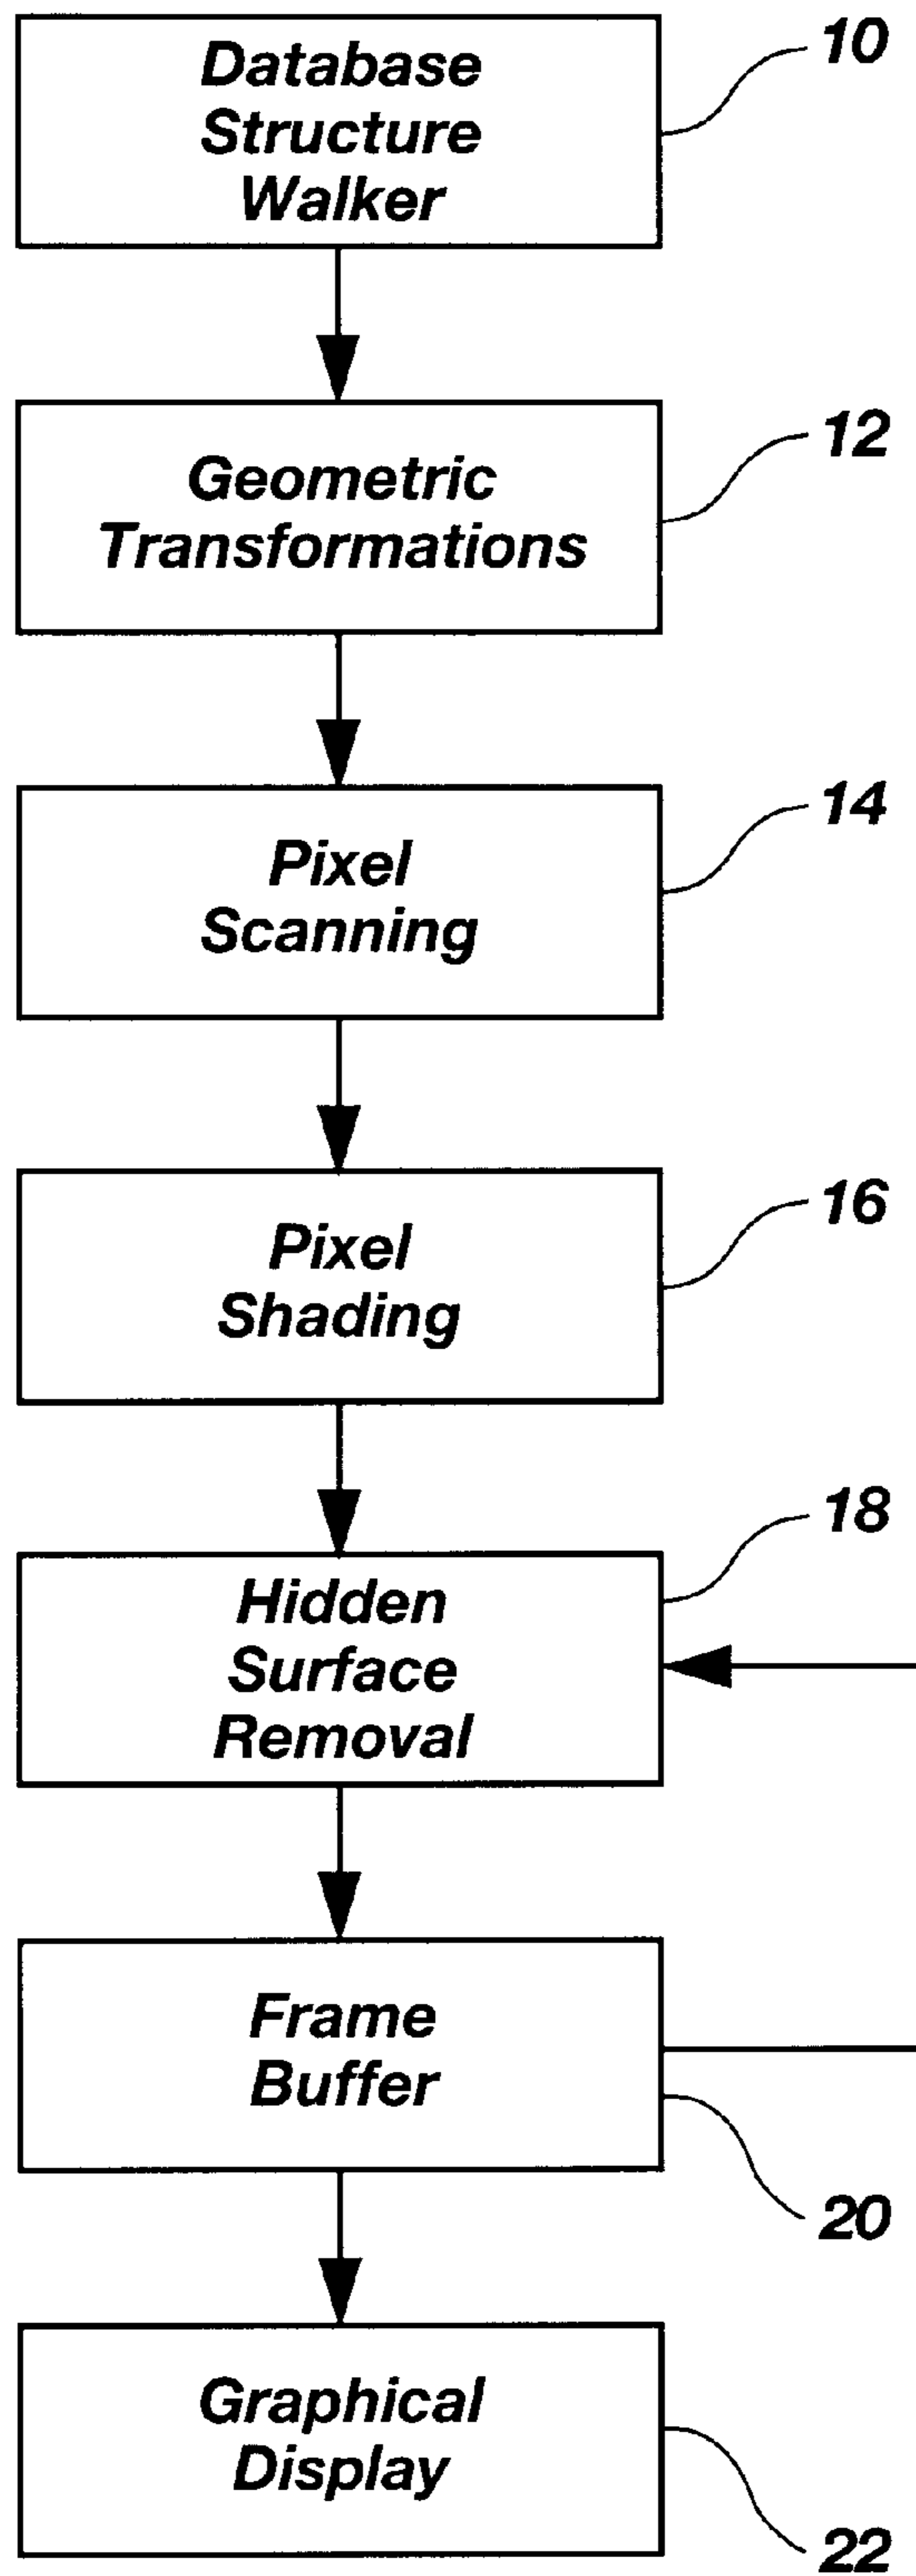 Database
Structure
Walker
10
Geometric
Transformations
12
Pixel
Scanning
14
Pixel
Shading
16
Hidden
Surface
Removal
18
Frame
Buffer
20
Graphical
Display
22